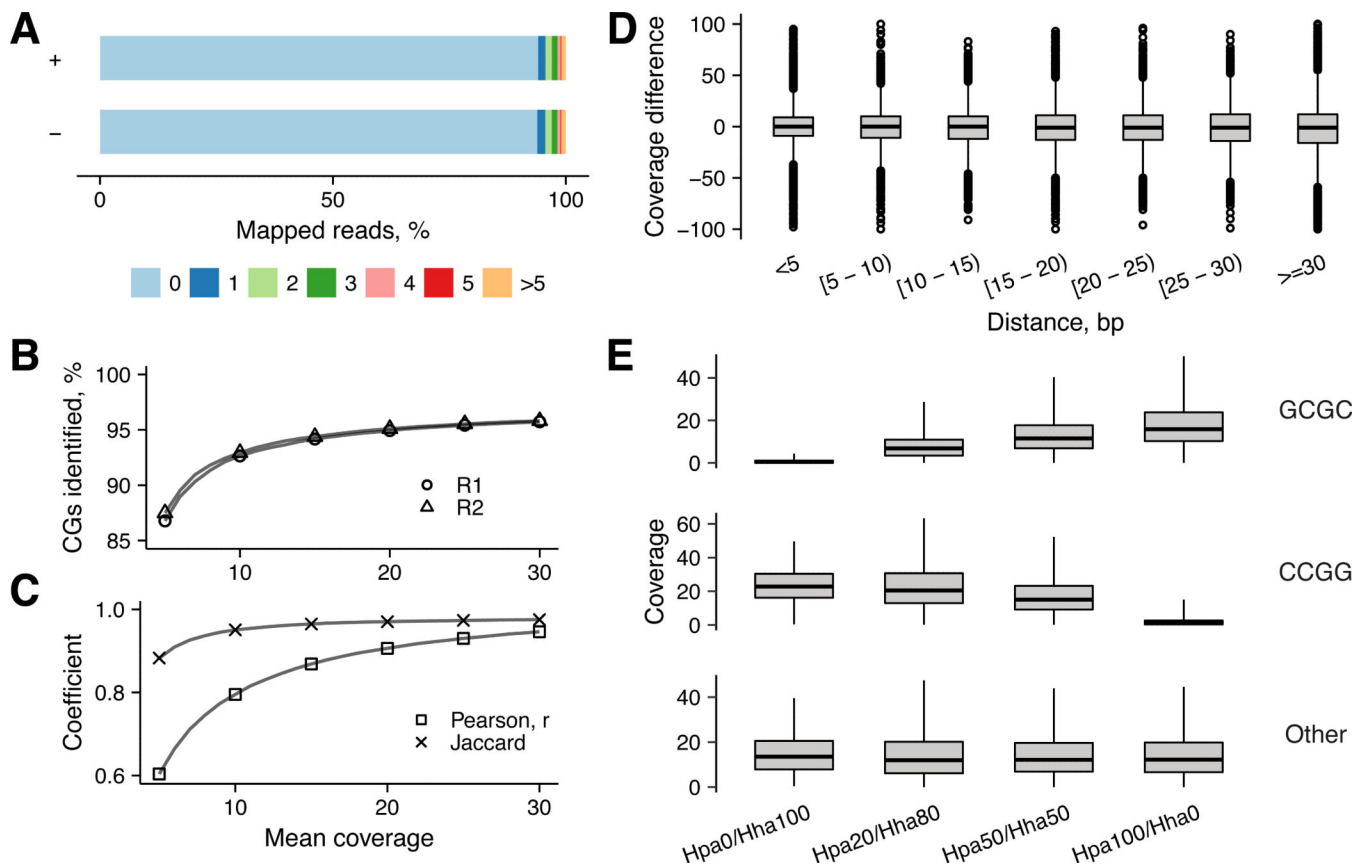 A
+
−
0 50 100
Mapped reads, %
0 1 2 3 4 5 >5
B
100
95
90
85
CGs identified, %
R1
R2
10 20 30
C
1.0
0.8
0.6
Coefficient
Pearson, r
Jaccard
10 20 30
Mean coverage
D
100
50
0
−50
−100
Coverage difference
<5 [5 − 10) [10 − 15) [15 − 20) [20 − 25) [25 − 30) >=30
Distance, bp
E
40
20
0
GCGC
60
40
20
0
Coverage
CCGG
40
20
0
Other
Hpa0/Hha100 Hpa20/Hha80 Hpa50/Hha50 Hpa100/Hha0